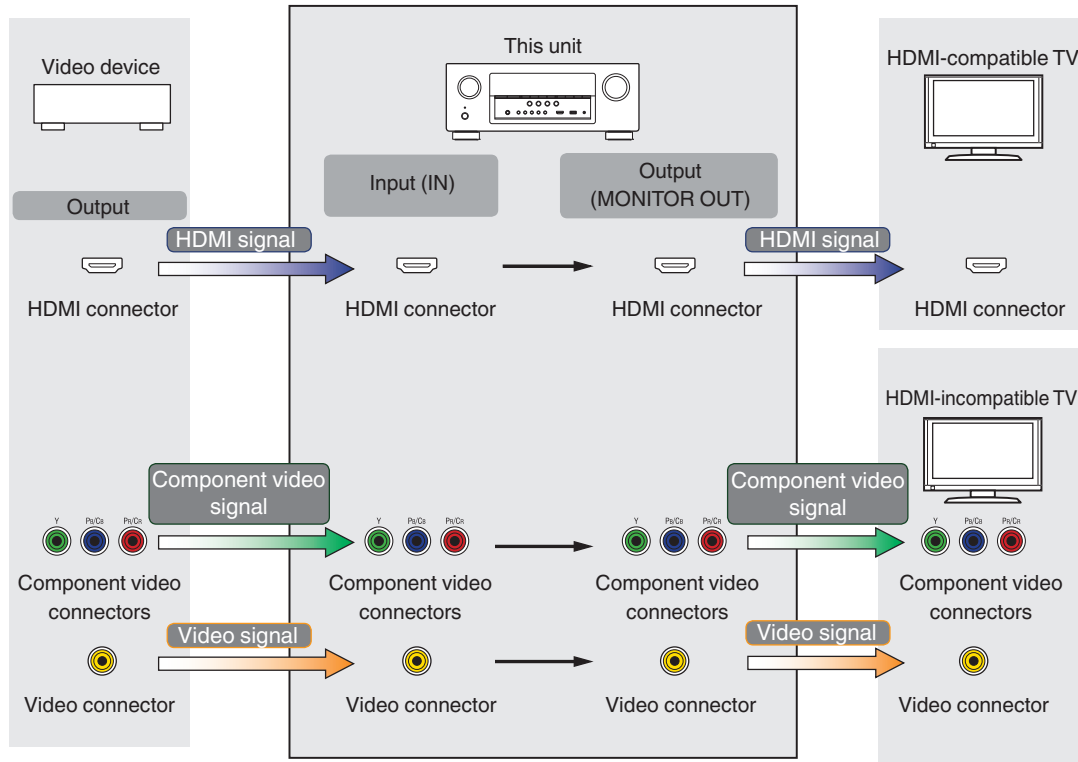 Video device
This unit
HDMI-compatible TV
Output
Input (IN)
Output
(MONITOR OUT)
HDMI signal
HDMI signal
HDMI connector
HDMI connector
HDMI connector
HDMI connector
HDMI-incompatible TV
Component video
signal
Component video
signal
Y PB/CB PR/CR
Y PB/CB PR/CR
Y PB/CB PR/CR
Y PB/CB PR/CR
Component video
connectors
Component video
connectors
Component video
connectors
Component video
connectors
Video signal
Video signal
Video connector
Video connector
Video connector
Video connector